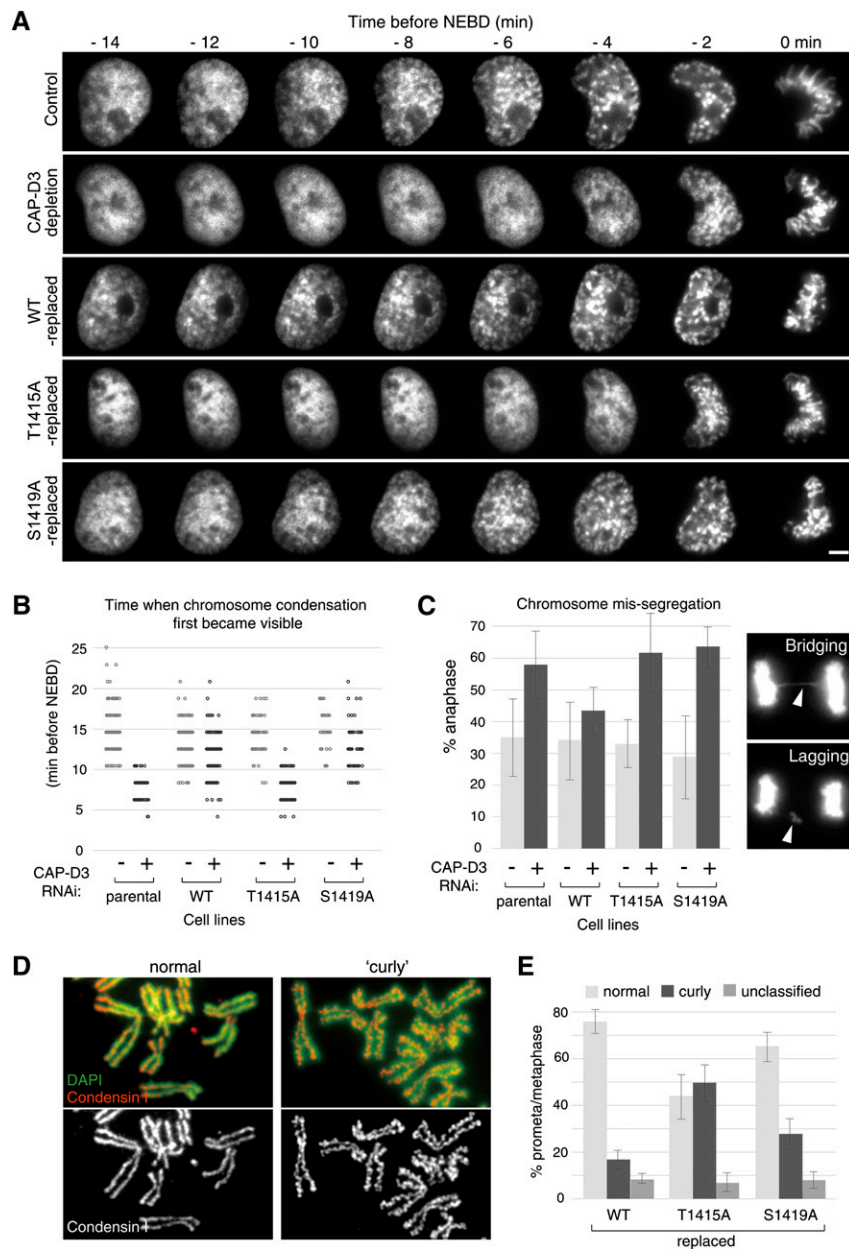 A
Time before NEBD (min)
- 14 - 12 - 10 - 8 - 6 - 4 - 2 0 min
Control
CAP-D3
depletion
WT
-replaced
T1415A
-replaced
S1419A
-replaced
B
Time when chromosome condensation
first became visible
(min before NEBD)
25
20
15
10
5
0
CAP-D3
RNAi:
- + - + - + - +
parental WT T1415A S1419A
Cell lines
C
Chromosome mis-segregation
% anaphase
70
60
50
40
30
20
10
0
CAP-D3
RNAi:
- + - + - + - +
parental WT T1415A S1419A
Cell lines
Bridging
Lagging
D
normal 'curly'
DAPI
Condensin I
Condensin I
E
normal curly unclassified
% prometa/metaphase
80
60
40
20
0
WT T1415A S1419A
replaced